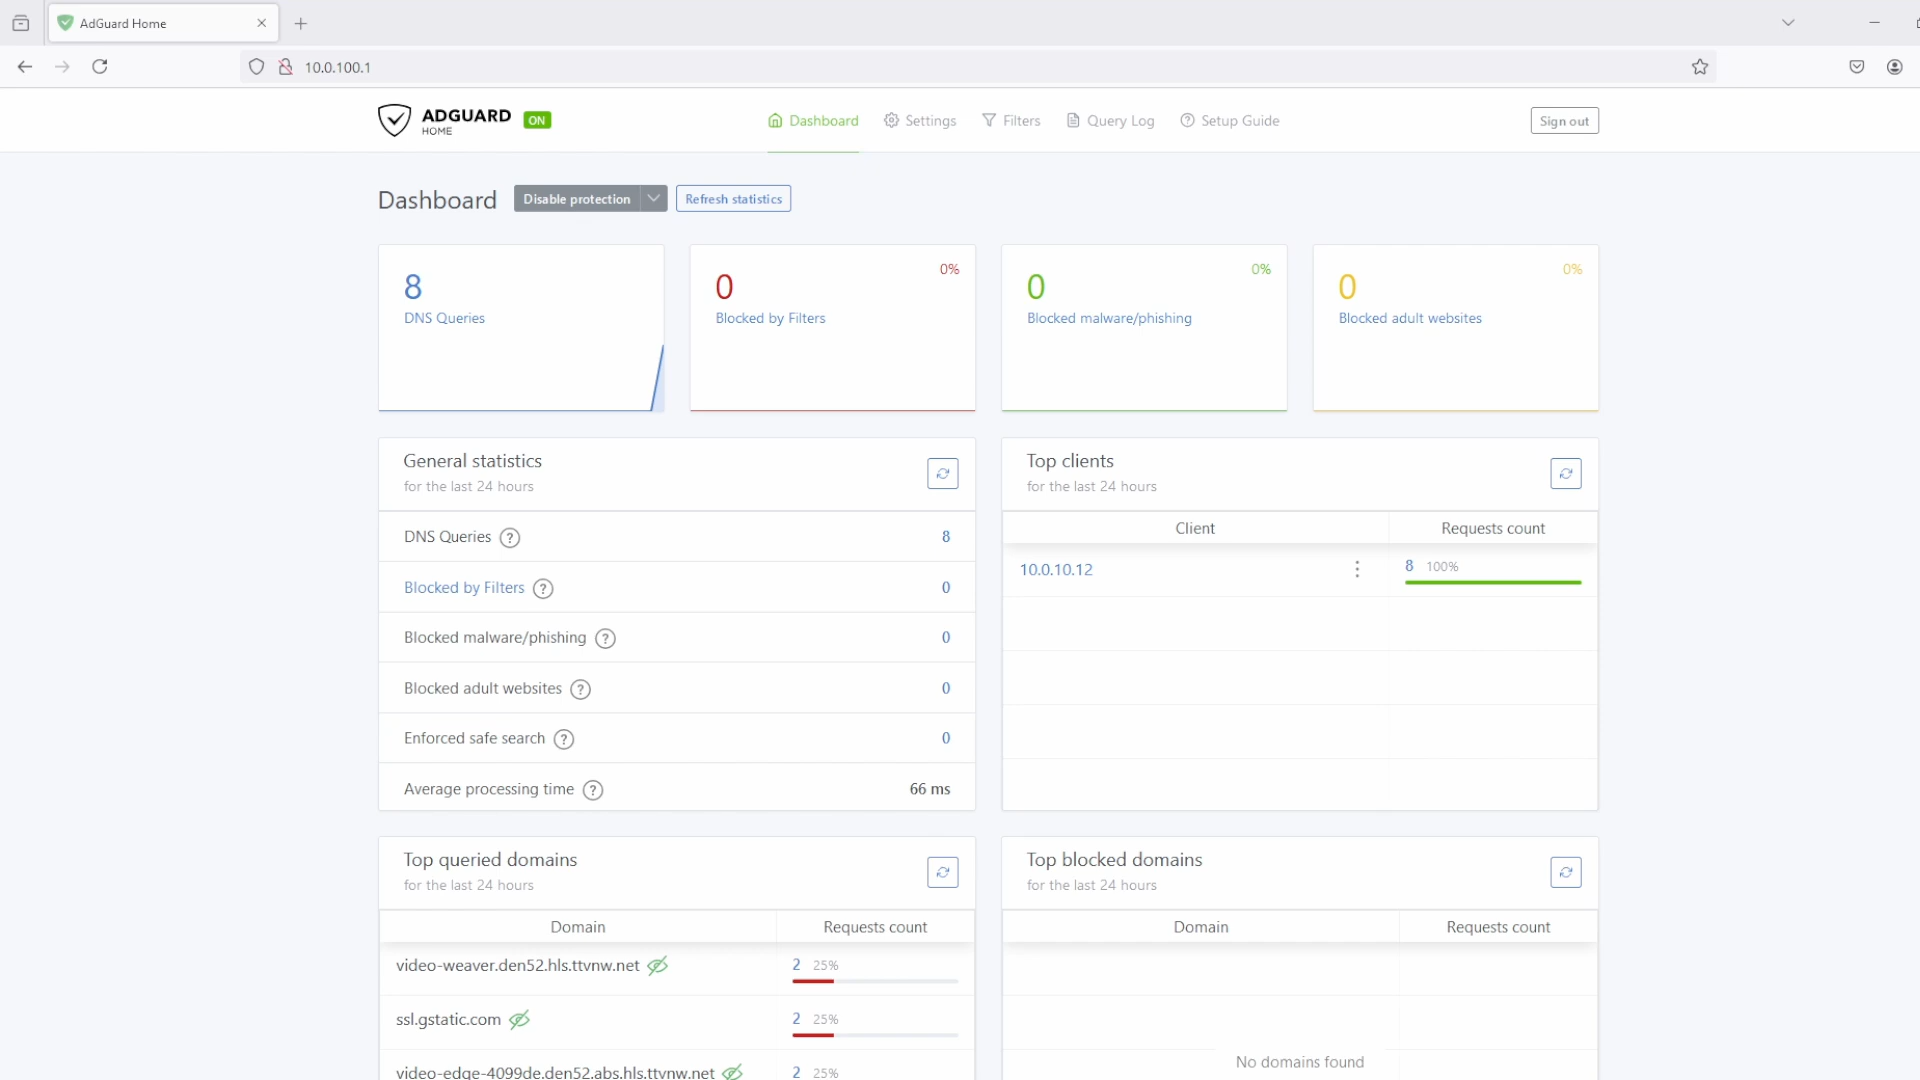 AdGuard Home
10.0.100.1
ADGUARD
HOME
ON
Dashboard
Settings
Filters
Query Log
Setup Guide
Sign out
Dashboard
Disable protection
Refresh statistics
8
DNS Queries
0%
0
Blocked by Filters
0%
0
Blocked malware/phishing
0%
0
Blocked adult websites
General statistics
for the last 24 hours
DNS Queries ? 8
Blocked by Filters ? 0
Blocked malware/phishing ? 0
Blocked adult websites ? 0
Enforced safe search ? 0
Average processing time ? 66 ms
Top clients
for the last 24 hours
Client Requests count
10.0.10.12 8 100%
Top queried domains
for the last 24 hours
Domain Requests count
video-weaver.den52.hls.ttvnw.net 2 25%
ssl.gstatic.com 2 25%
video-edge-4099de.den52.abs.hls.ttvnw.net 2 25%
Top blocked domains
for the last 24 hours
Domain Requests count
No domains found